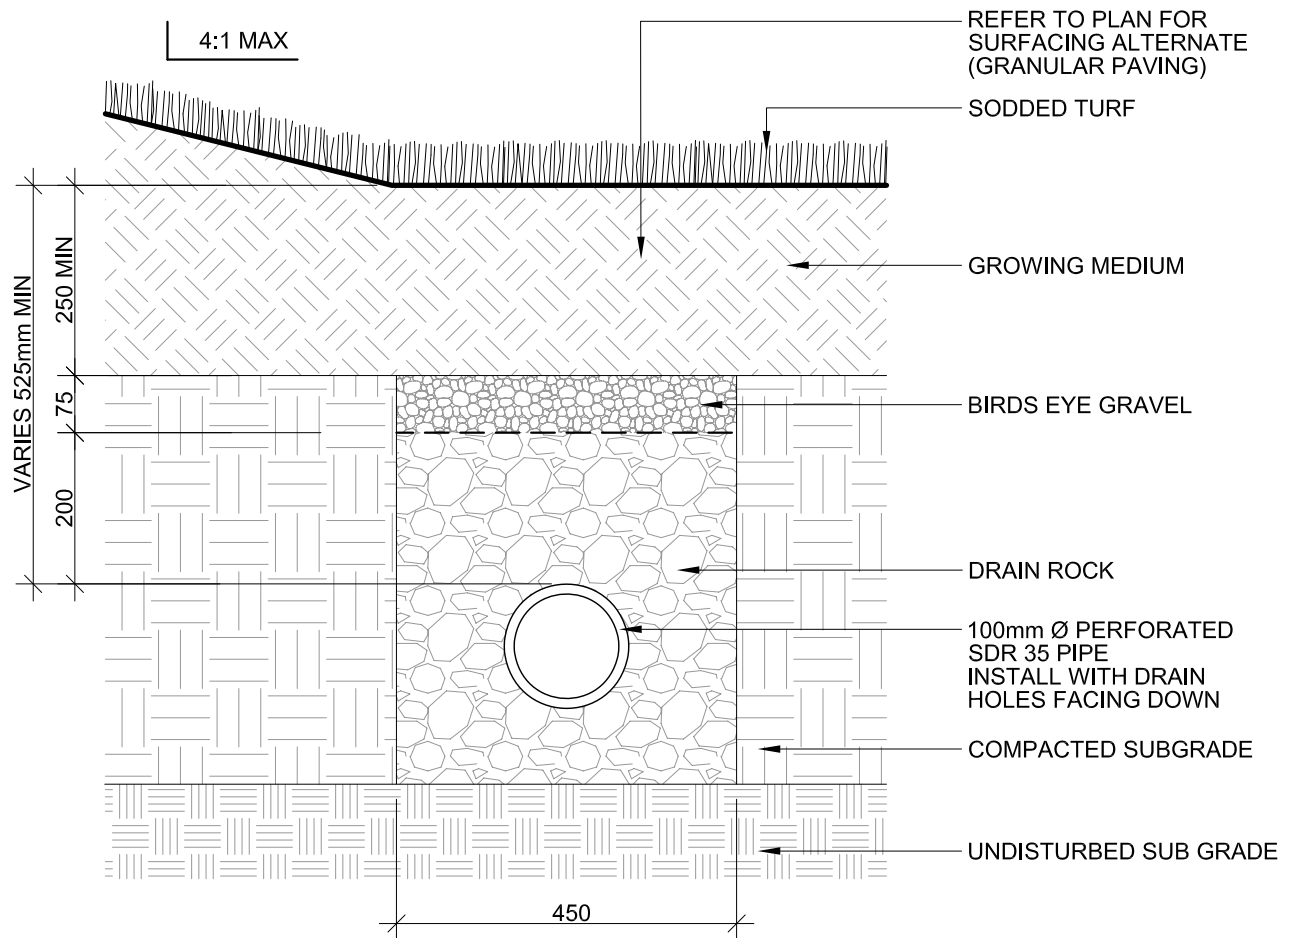 4:1 MAX
REFER TO PLAN FOR
SURFACING ALTERNATE
(GRANULAR PAVING)
SODDED TURF
GROWING MEDIUM
BIRDS EYE GRAVEL
DRAIN ROCK
100mm Ø PERFORATED
SDR 35 PIPE
INSTALL WITH DRAIN
HOLES FACING DOWN
COMPACTED SUBGRADE
UNDISTURBED SUB GRADE
VARIES 525mm MIN
250 MIN
75
200
450